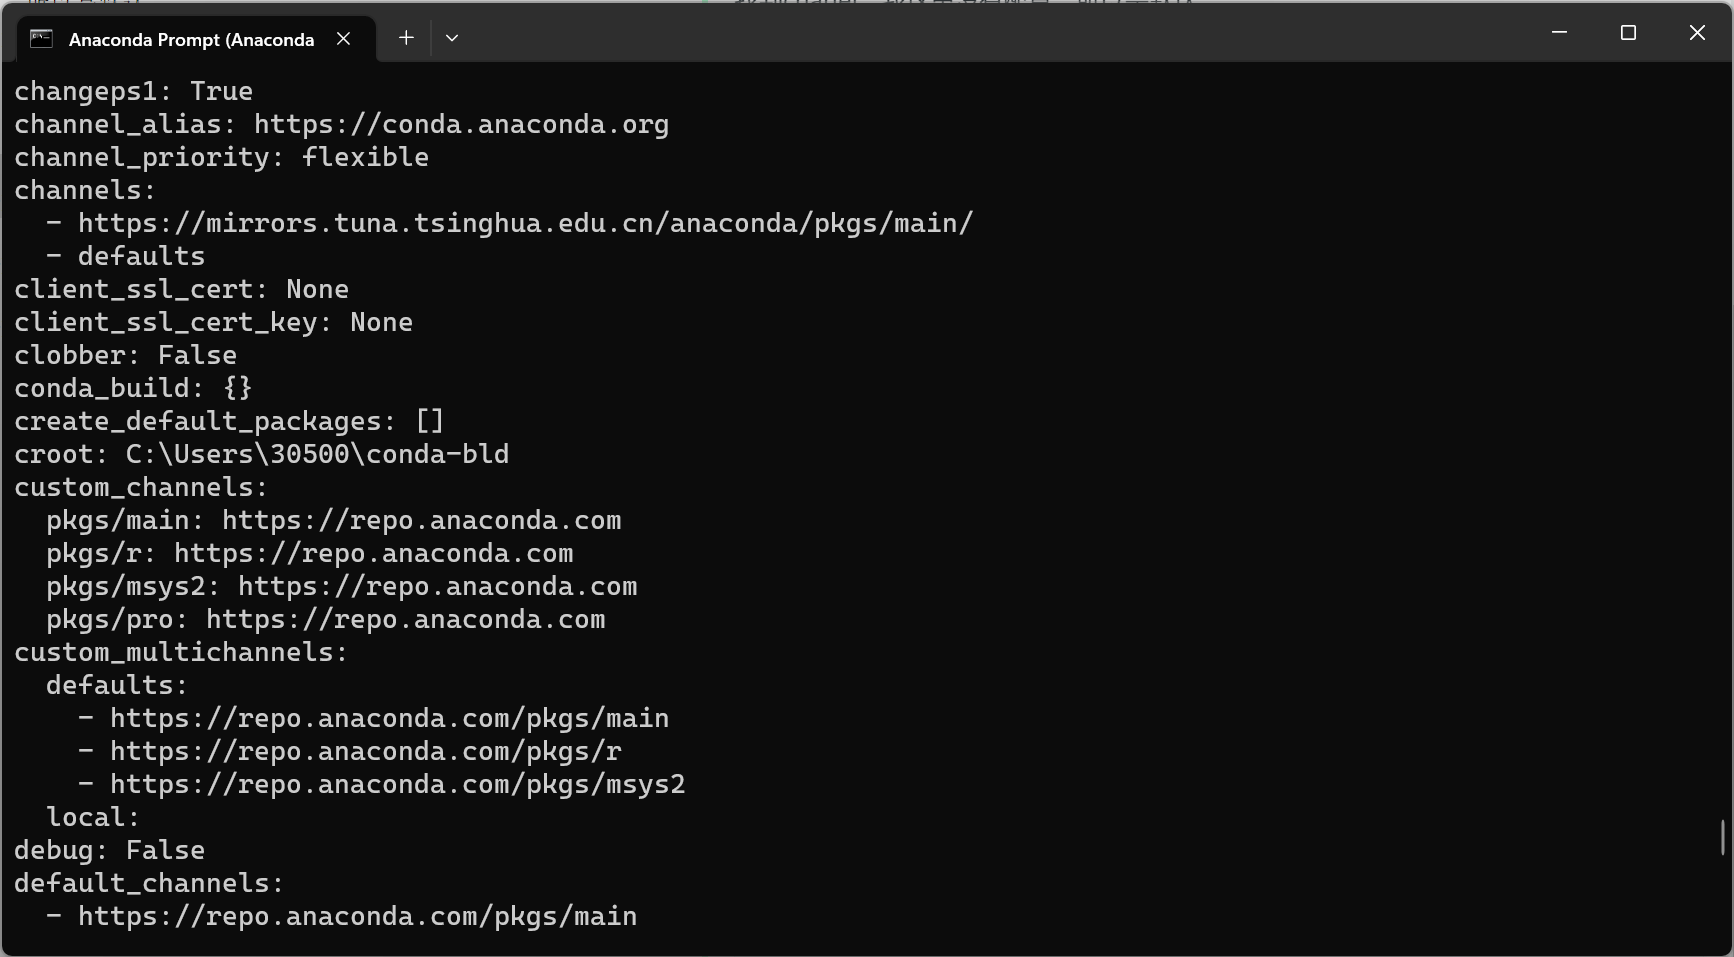 Anaconda Prompt (Anaconda
changeps1: True
channel_alias: https://conda.anaconda.org
channel_priority: flexible
channels:
  - https://mirrors.tuna.tsinghua.edu.cn/anaconda/pkgs/main/
  - defaults
client_ssl_cert: None
client_ssl_cert_key: None
clobber: False
conda_build: {}
create_default_packages: []
croot: C:\Users\30500\conda-bld
custom_channels:
  pkgs/main: https://repo.anaconda.com
  pkgs/r: https://repo.anaconda.com
  pkgs/msys2: https://repo.anaconda.com
  pkgs/pro: https://repo.anaconda.com
custom_multichannels:
  defaults:
    - https://repo.anaconda.com/pkgs/main
    - https://repo.anaconda.com/pkgs/r
    - https://repo.anaconda.com/pkgs/msys2
  local:
debug: False
default_channels:
  - https://repo.anaconda.com/pkgs/main